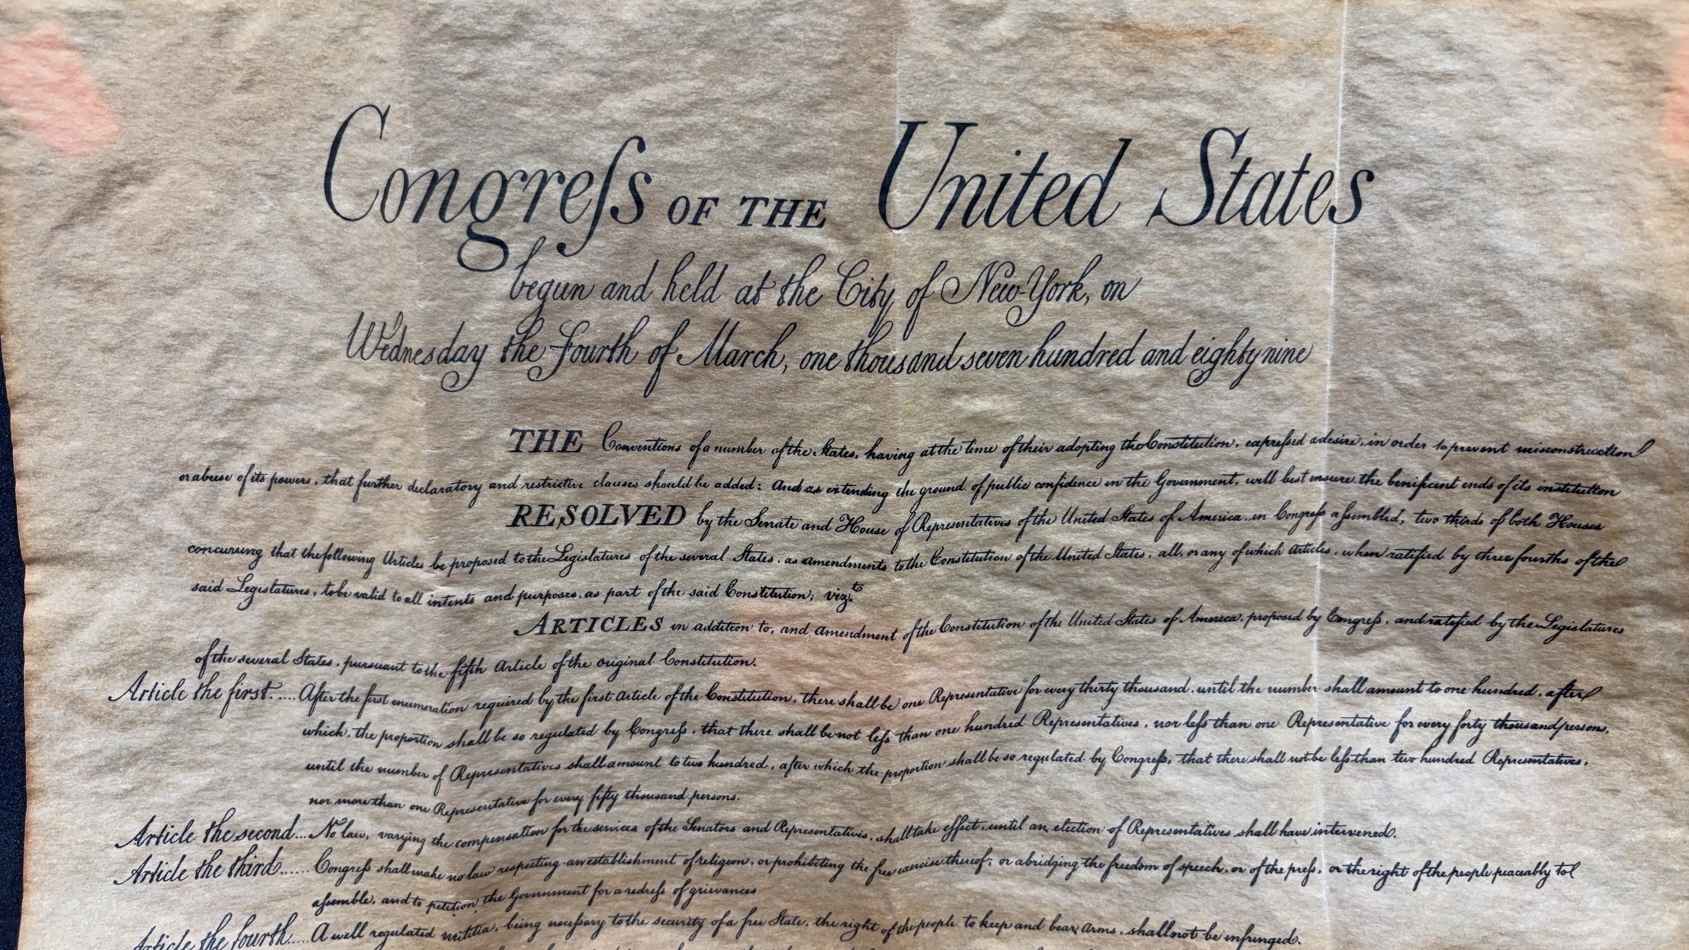 Congreſs OF THE United States
begun and held at the City of New-York, on
Wednesday the Fourth of March, one thousand seven hundred and eighty nine
THE Conventions of a number of the States, having at the time of their adopting the Constitution, expreſsed a desire, in order to prevent misconstruction
or abuse of its powers, that further declaratory and restrictive clauses should be added: And as extending the ground of public confidence in the Government, will best insure the benificent ends of its institution
RESOLVED by the Senate and House of Representatives of the United States of America, in Congreſs aſsembled, two thirds of both Houses
concurring that the following Articles be proposed to the Legislatures of the several States, as amendments to the Constitution of the United States, all, or any of which articles, when ratified by three fourths of the
said Legislatures, to be valid to all intents and purposes, as part of the said Constitution; vizt.
ARTICLES in addition to, and amendment of the Constitution of the United States of America, proposed by Congreſs, and ratified by the Legislatures
of the several States, pursuant to the fifth Article of the original Constitution.
Article the first..... After the first enumeration required by the first article of the Constitution, there shall be one Representative for every thirty thousand, until the number shall amount to one hundred, after
which, the proportion shall be so regulated by Congreſs, that there shall be not leſs than one hundred Representatives, nor leſs than one Representative for every forty thousand persons,
until the number of Representatives shall amount to two hundred, after which the proportion shall be so regulated by Congreſs, that there shall not be leſs than two hundred Representatives,
nor more than one Representative for every fifty thousand persons.
Article the second... No law, varying the compensation for the services of the Senators and Representatives, shall take effect, until an election of Representatives shall have intervened.
Article the third...... Congreſs shall make no law respecting an establishment of religion, or prohibiting the free exercise thereof; or abridging the freedom of speech, or of the preſs, or the right of the people peaceably to
aſsemble, and to petition the Government for a redreſs of grievances
Article the fourth..... A well regulated militia, being neceſsary to the security of a free State, the right of the people to keep and bear arms, shall not be infringed.